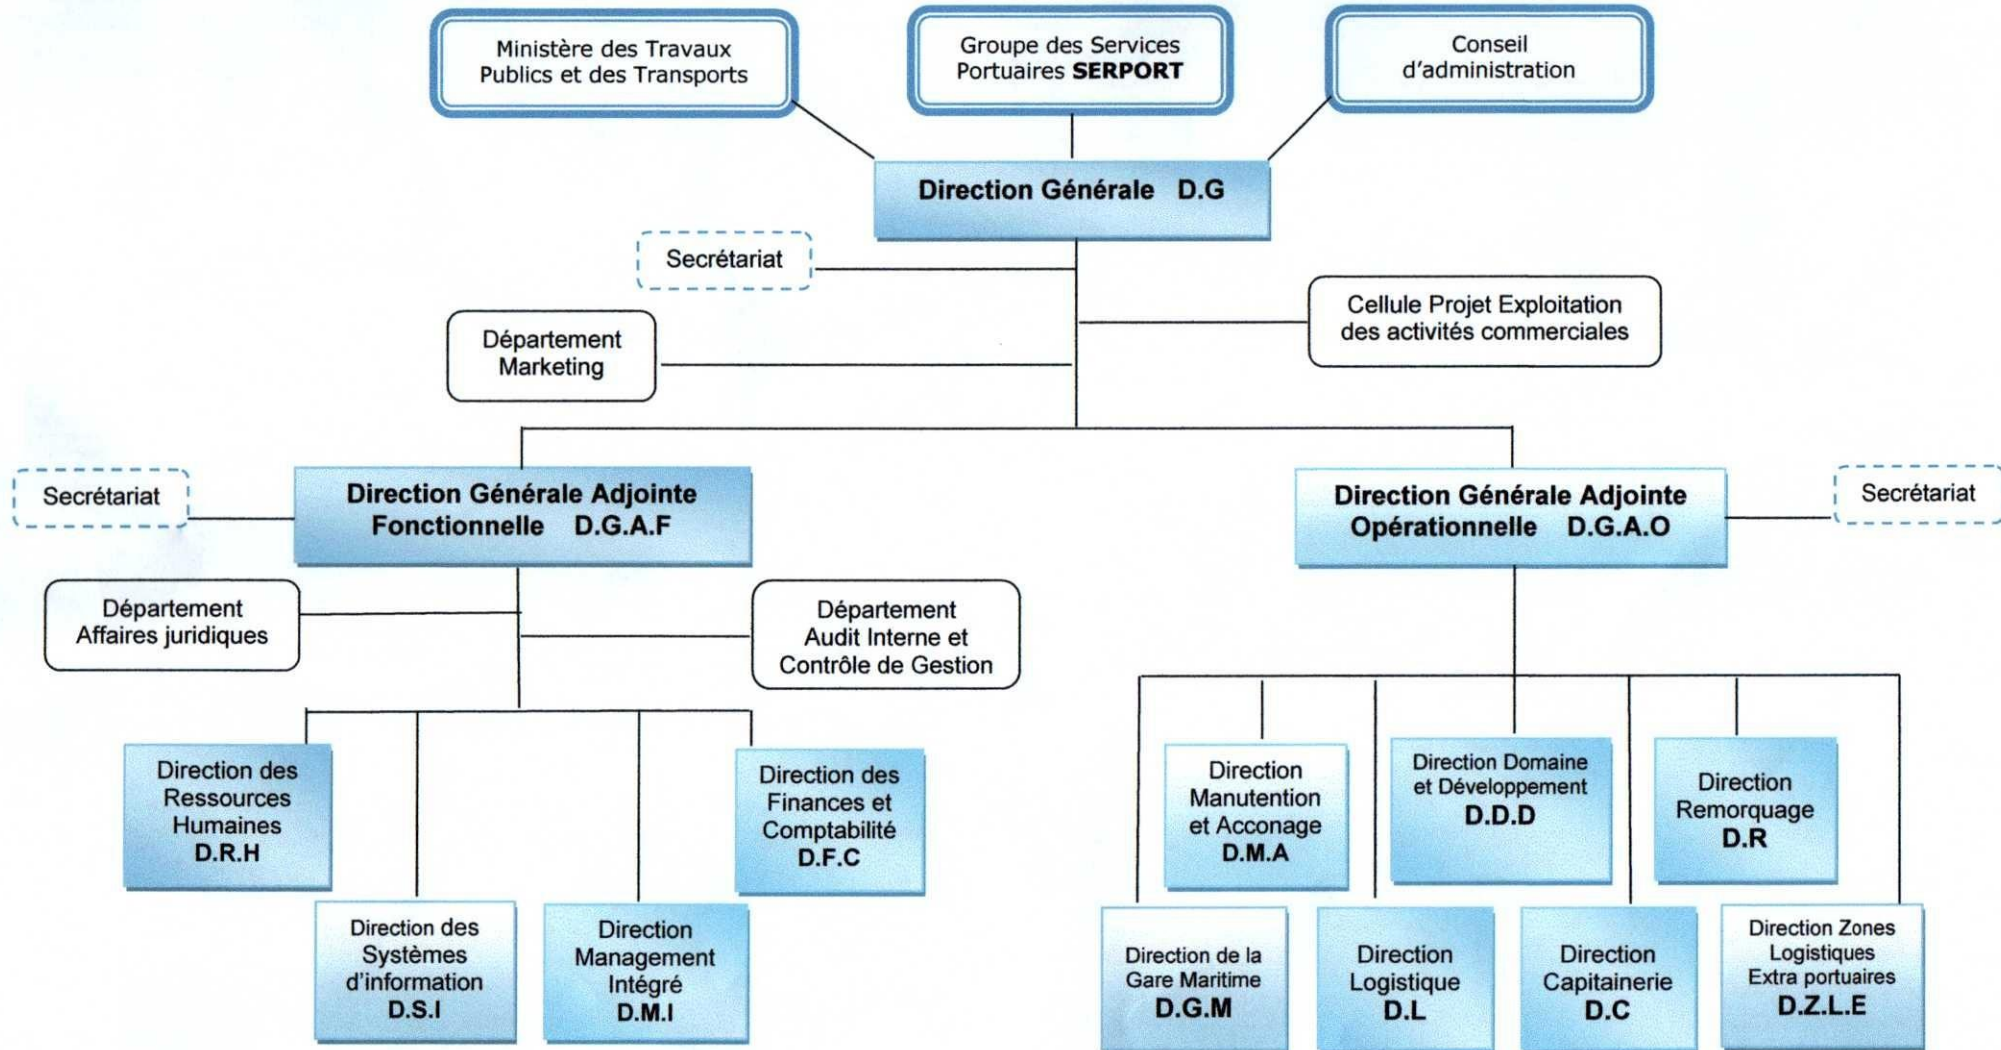 Ministère des Travaux
Publics et des Transports
Groupe des Services
Portuaires SERPORT
Conseil
d'administration
Direction Générale D.G
Secrétariat
Cellule Projet Exploitation
des activités commerciales
Département
Marketing
Secrétariat
Direction Générale Adjointe
Fonctionnelle D.G.A.F
Direction Générale Adjointe
Opérationnelle D.G.A.O
Secrétariat
Département
Affaires juridiques
Département
Audit Interne et
Contrôle de Gestion
Direction des
Ressources
Humaines
D.R.H
Direction des
Systèmes
d'information
D.S.I
Direction
Management
Intégré
D.M.I
Direction des
Finances et
Comptabilité
D.F.C
Direction de la
Gare Maritime
D.G.M
Direction
Manutention
et Acconage
D.M.A
Direction
Logistique
D.L
Direction Domaine
et Développement
D.D.D
Direction
Capitainerie
D.C
Direction
Remorquage
D.R
Direction Zones
Logistiques
Extra portuaires
D.Z.L.E